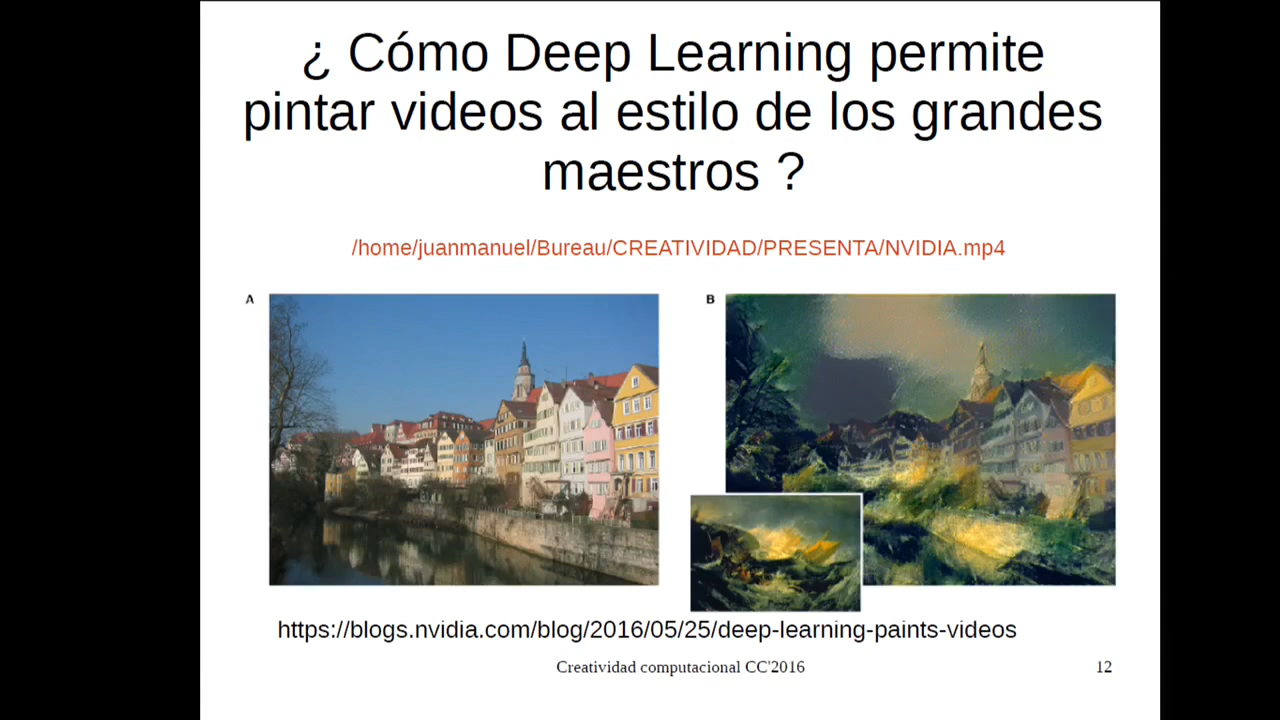 ¿ Cómo Deep Learning permite
pintar videos al estilo de los grandes
maestros ?
/home/juanmanuel/Bureau/CREATIVIDAD/PRESENTA/NVIDIA.mp4
A
B
https://blogs.nvidia.com/blog/2016/05/25/deep-learning-paints-videos
Creatividad computacional CC'2016
12